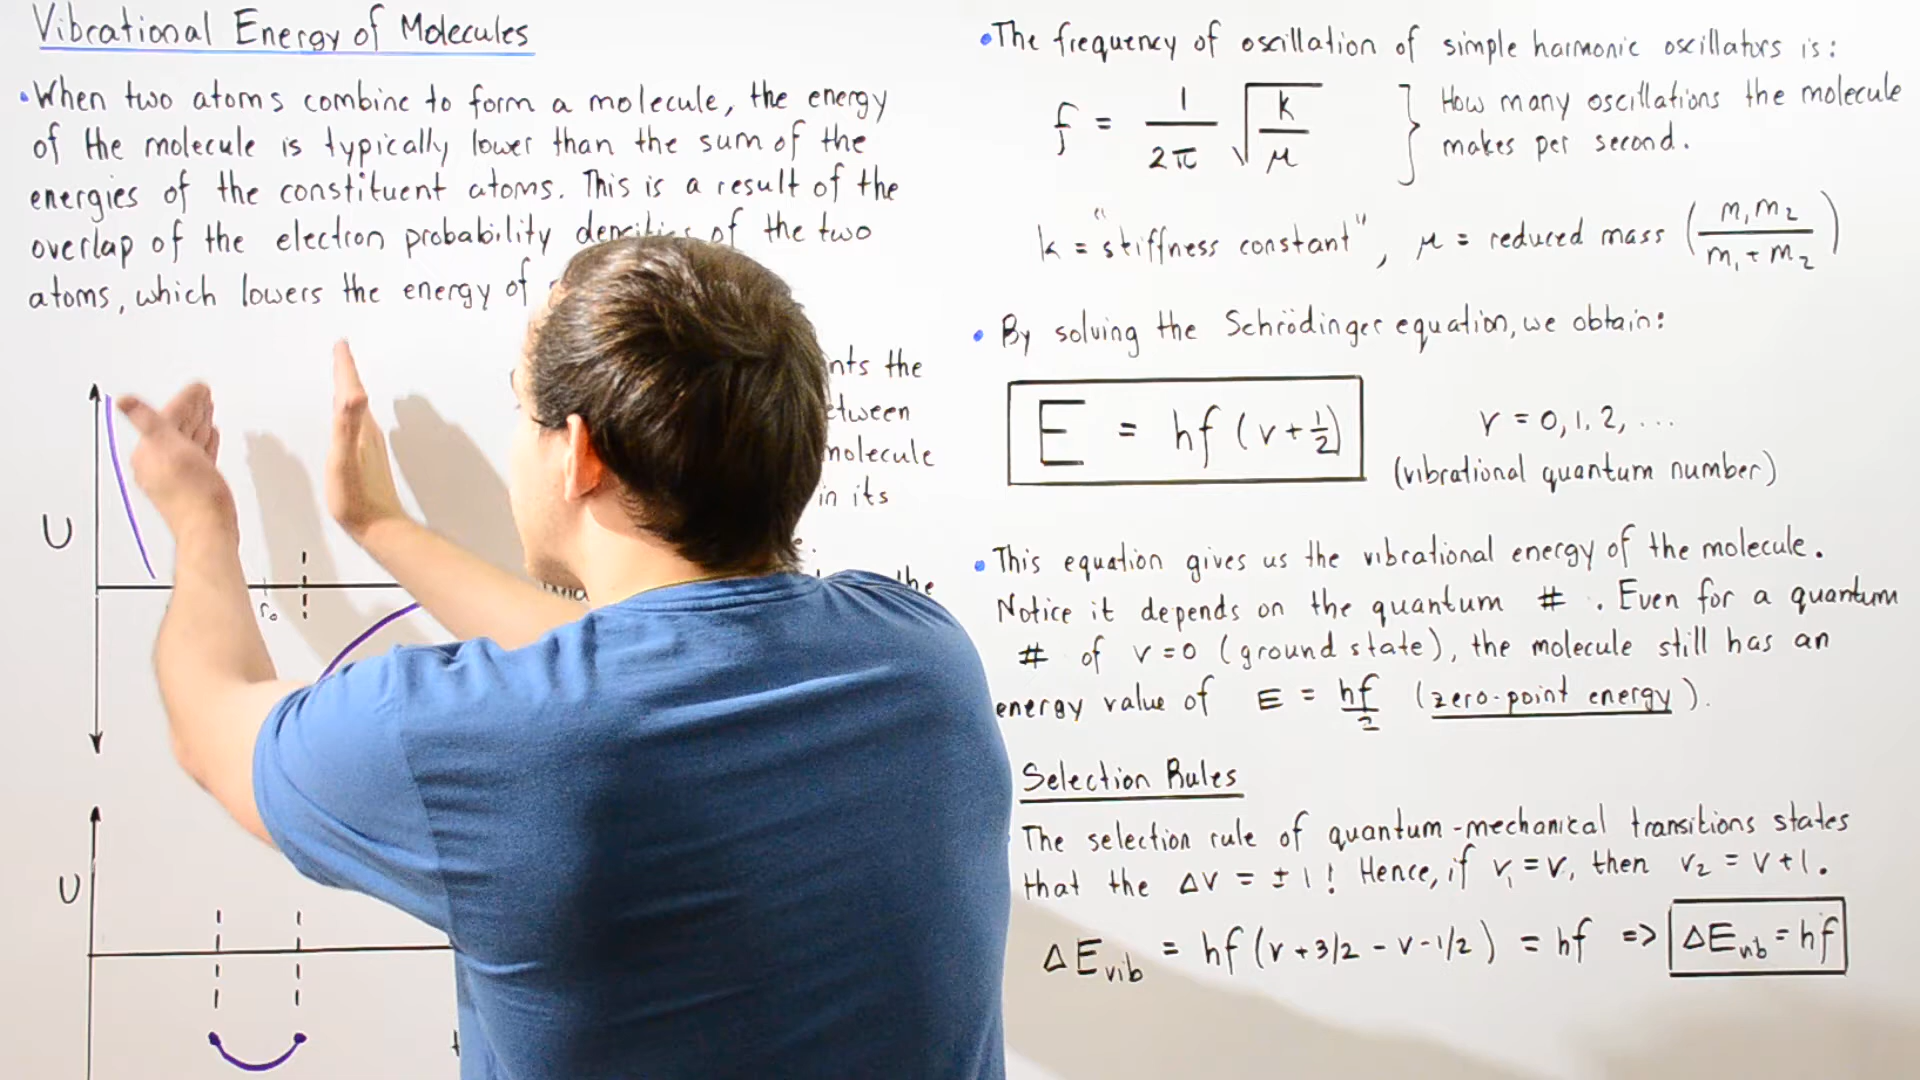 Vibrational Energy of Molecules
•When two atoms combine to form a molecule, the energy
of the molecule is typically lower than the sum of the
energies of the constituent atoms. This is a result of the
overlap of the electron probability densities of the two
atoms, which lowers the energy of
the
molecule
in its
the
U
r₀
U
•The frequency of oscillation of simple harmonic oscillators is:
f = 1/2π √k/μ } How many oscillations the molecule
makes per second.
k = "stiffness constant", μ = reduced mass (m₁m₂/m₁+m₂)
• By solving the Schrödinger equation, we obtain:
E = hf(v+½) v = 0,1,2,...
(vibrational quantum number)
• This equation gives us the vibrational energy of the molecule.
Notice it depends on the quantum #. Even for a quantum
# of v=0 (ground state), the molecule still has an
energy value of E = hf/2 (zero-point energy).
Selection Rules
The selection rule of quantum-mechanical transitions states
that the Δv = ±1! Hence, if v₁=v, then v₂ = v+1.
ΔEvib = hf(v+3/2 - v-1/2) = hf => ΔEvib = hf